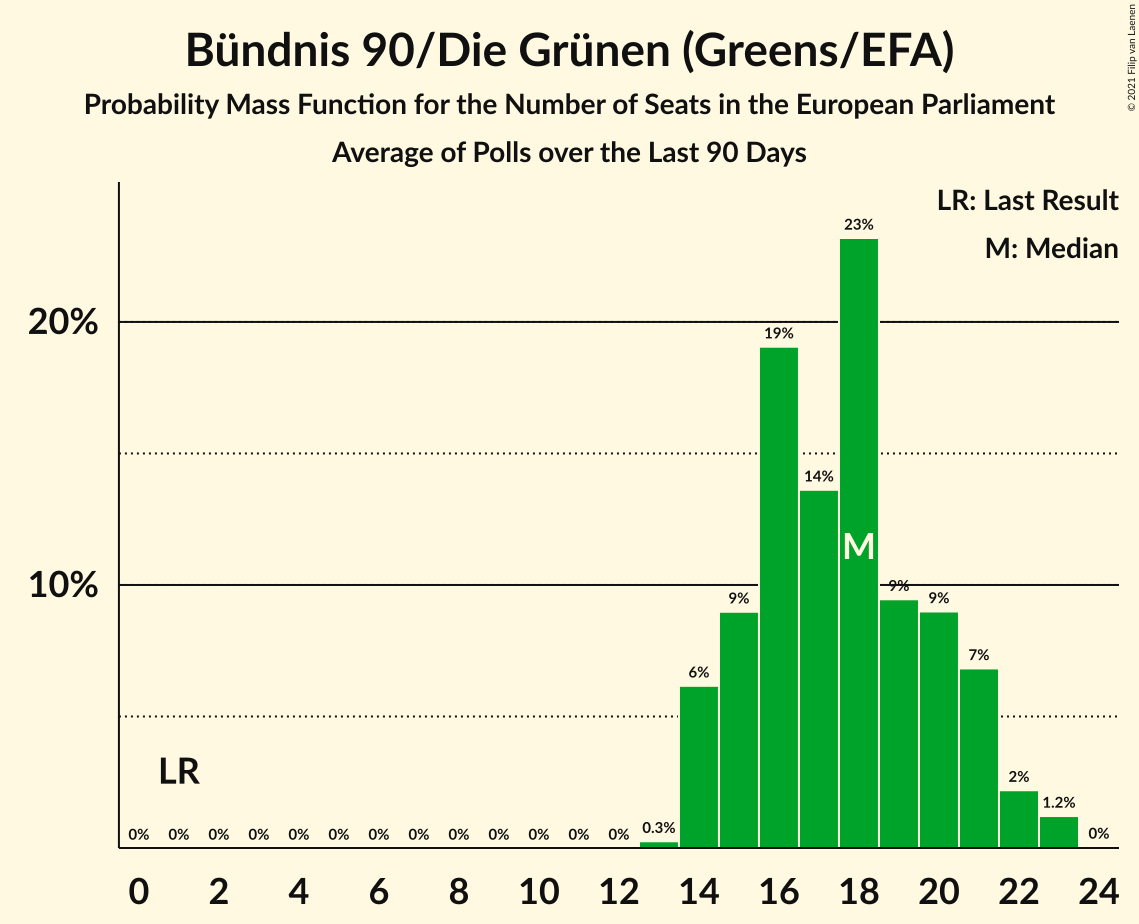 Bündnis 90/Die Grünen (Greens/EFA)
Probability Mass Function for the Number of Seats in the European Parliament
Average of Polls over the Last 90 Days
© 2021 Filip van Laenen
LR: Last Result
M: Median
23%
20%
19%
14%
M
10%
9%
9%
9%
7%
6%
LR
2%
1.2%
0% 0% 0% 0% 0% 0% 0% 0% 0% 0% 0% 0% 0% 0.3% 0%
0 2 4 6 8 10 12 14 16 18 20 22 24